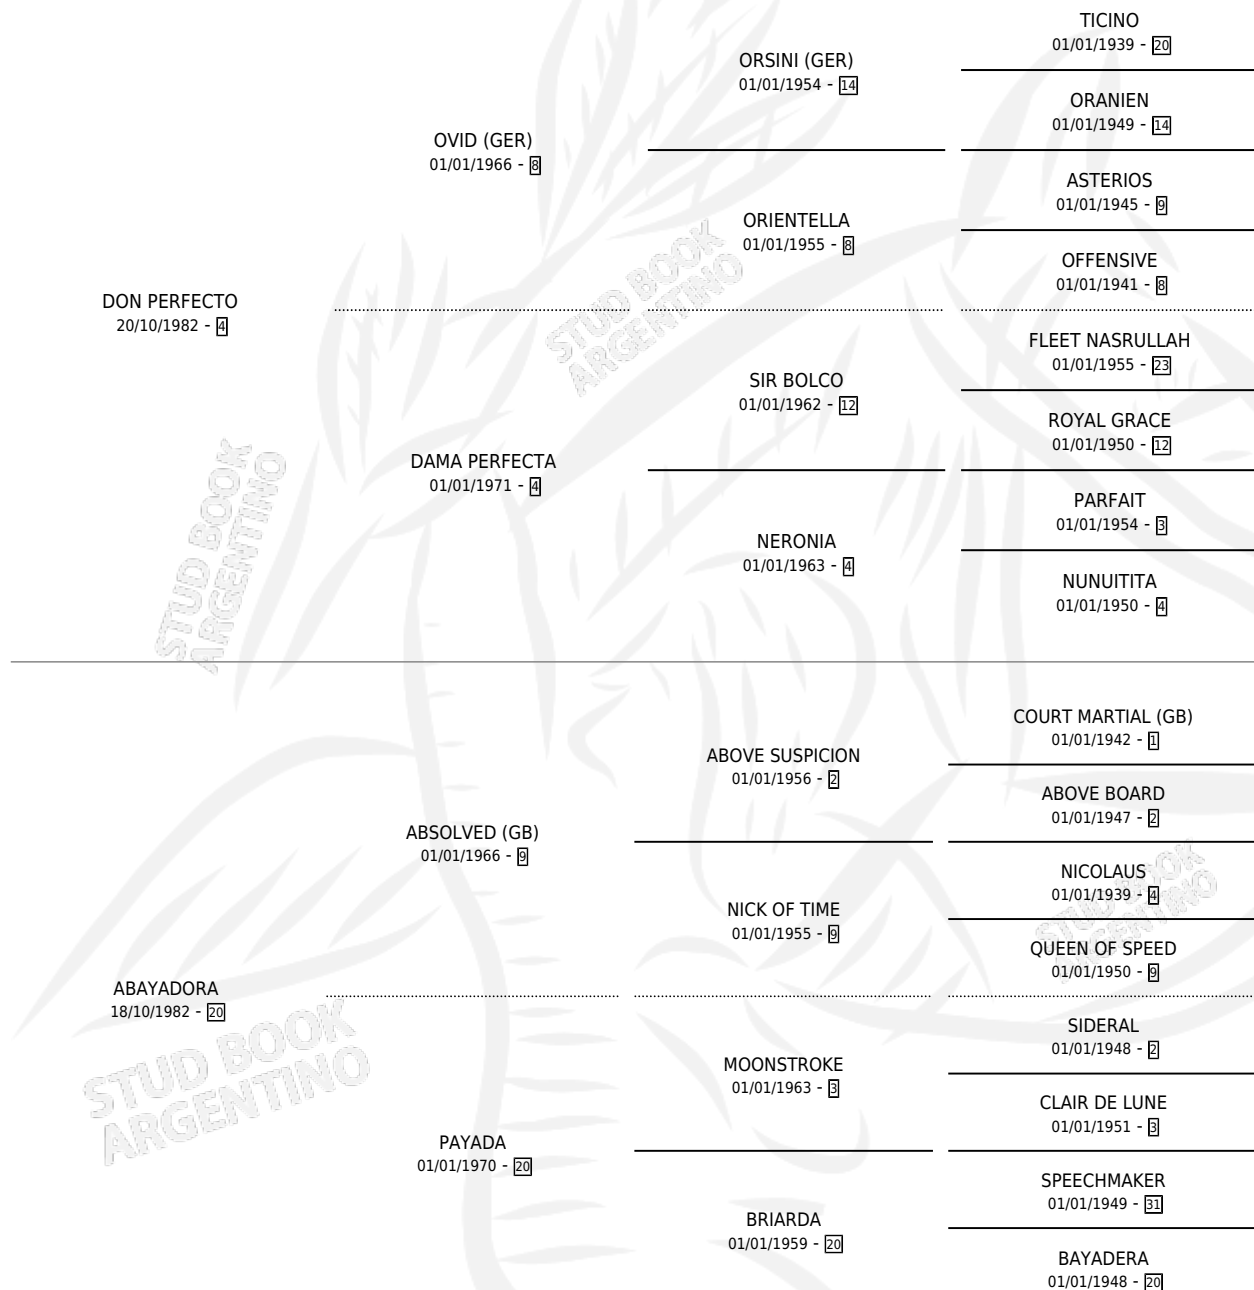 TICINO
01/01/1939 - 20
ORSINI (GER)
01/01/1954 - 14
ORANIEN
01/01/1949 - 14
OVID (GER)
01/01/1966 - 8
ASTERIOS
01/01/1945 - 9
ORIENTELLA
01/01/1955 - 8
OFFENSIVE
01/01/1941 - 8
DON PERFECTO
20/10/1982 - 4
FLEET NASRULLAH
01/01/1955 - 23
SIR BOLCO
01/01/1962 - 12
ROYAL GRACE
01/01/1950 - 12
DAMA PERFECTA
01/01/1971 - 4
PARFAIT
01/01/1954 - 3
NERONIA
01/01/1963 - 4
NUNUITITA
01/01/1950 - 4
STUD BOOK
ARGENTINO
STUD BOOK
ARGENTINO
COURT MARTIAL (GB)
01/01/1942 - 1
ABOVE SUSPICION
01/01/1956 - 2
ABOVE BOARD
01/01/1947 - 2
ABSOLVED (GB)
01/01/1966 - 9
NICOLAUS
01/01/1939 - 4
NICK OF TIME
01/01/1955 - 9
QUEEN OF SPEED
01/01/1950 - 9
ABAYADORA
18/10/1982 - 20
SIDERAL
01/01/1948 - 2
MOONSTROKE
01/01/1963 - 3
CLAIR DE LUNE
01/01/1951 - 3
PAYADA
01/01/1970 - 20
SPEECHMAKER
01/01/1949 - 31
BRIARDA
01/01/1959 - 20
BAYADERA
01/01/1948 - 20
STUD BOOK
ARGENTINO
STUD BOOK
ARGENTINO